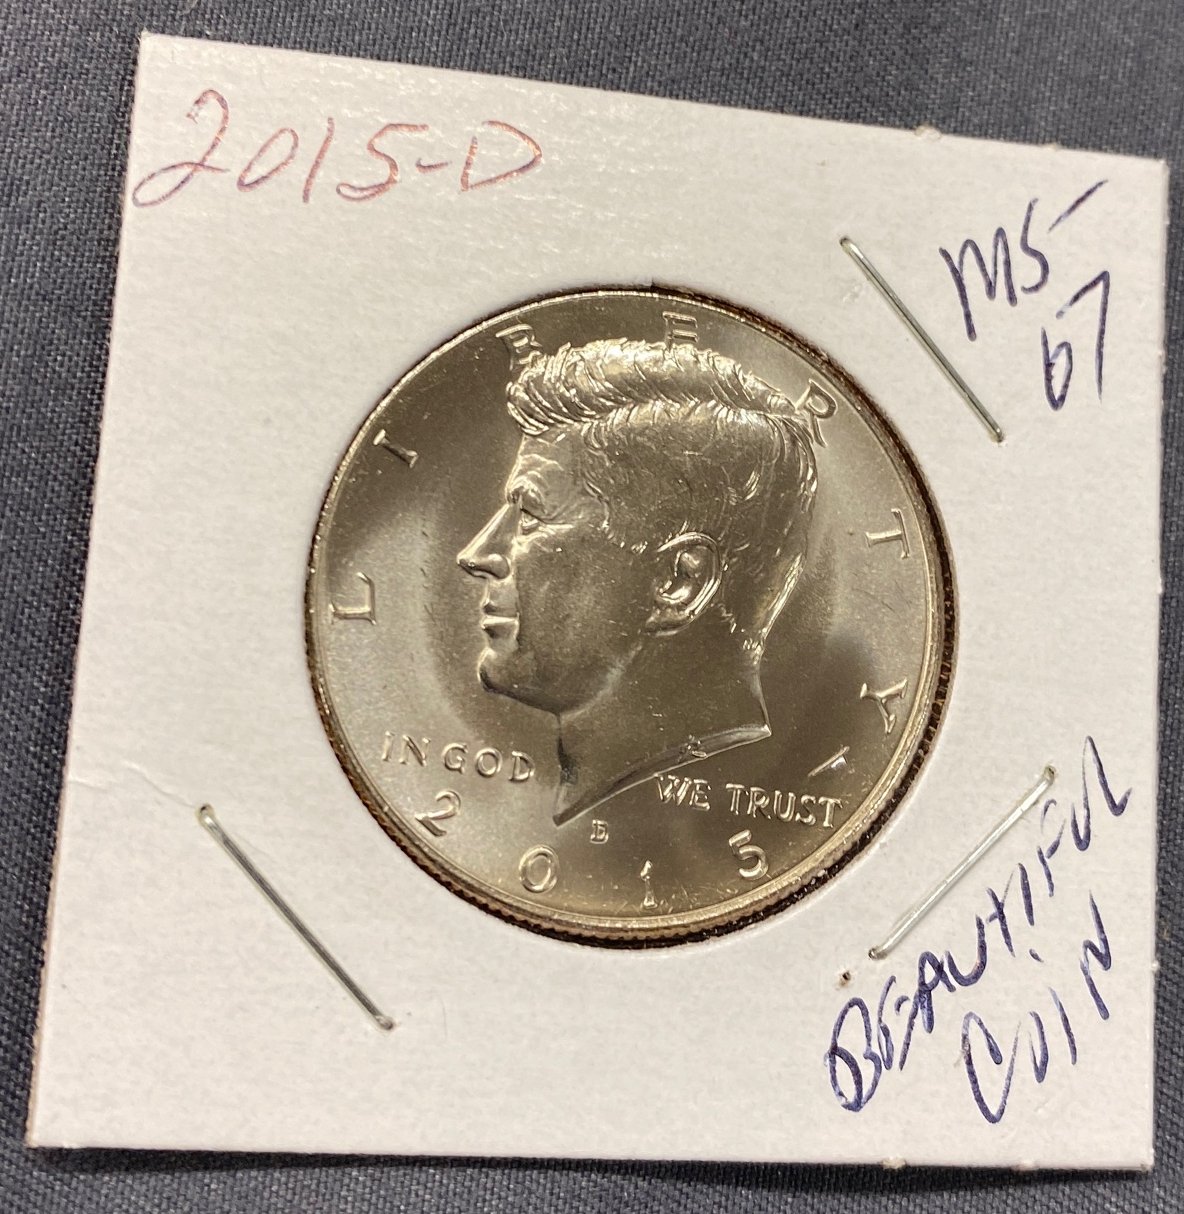 2015-D
MS-
67
LIBERTY
IN GOD WE TRUST
D
2015
BEAUTIFUL
COIN